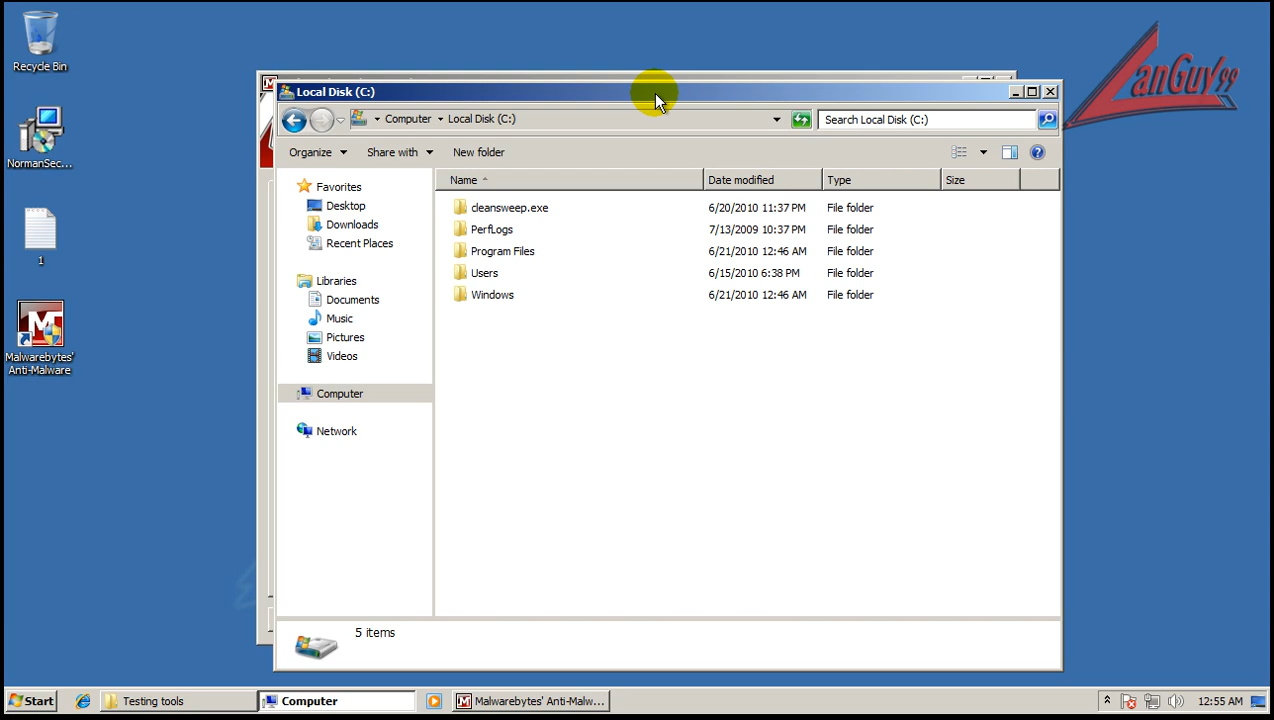 Recycle Bin
NormanSec...
1
Malwarebytes'
Anti-Malware
LanGuy99
Local Disk (C:)
Computer
Local Disk (C:)
Search Local Disk (C:)
Organize
Share with
New folder
Favorites
Desktop
Downloads
Recent Places
Libraries
Documents
Music
Pictures
Videos
Computer
Network
Name Date modified Type Size
cleansweep.exe 6/20/2010 11:37 PM File folder
PerfLogs 7/13/2009 10:37 PM File folder
Program Files 6/21/2010 12:46 AM File folder
Users 6/15/2010 6:38 PM File folder
Windows 6/21/2010 12:46 AM File folder
5 items
Start
Testing tools
Computer
Malwarebytes' Anti-Malw...
12:55 AM